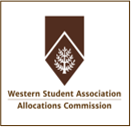 Western Student Association
Allocations Commission